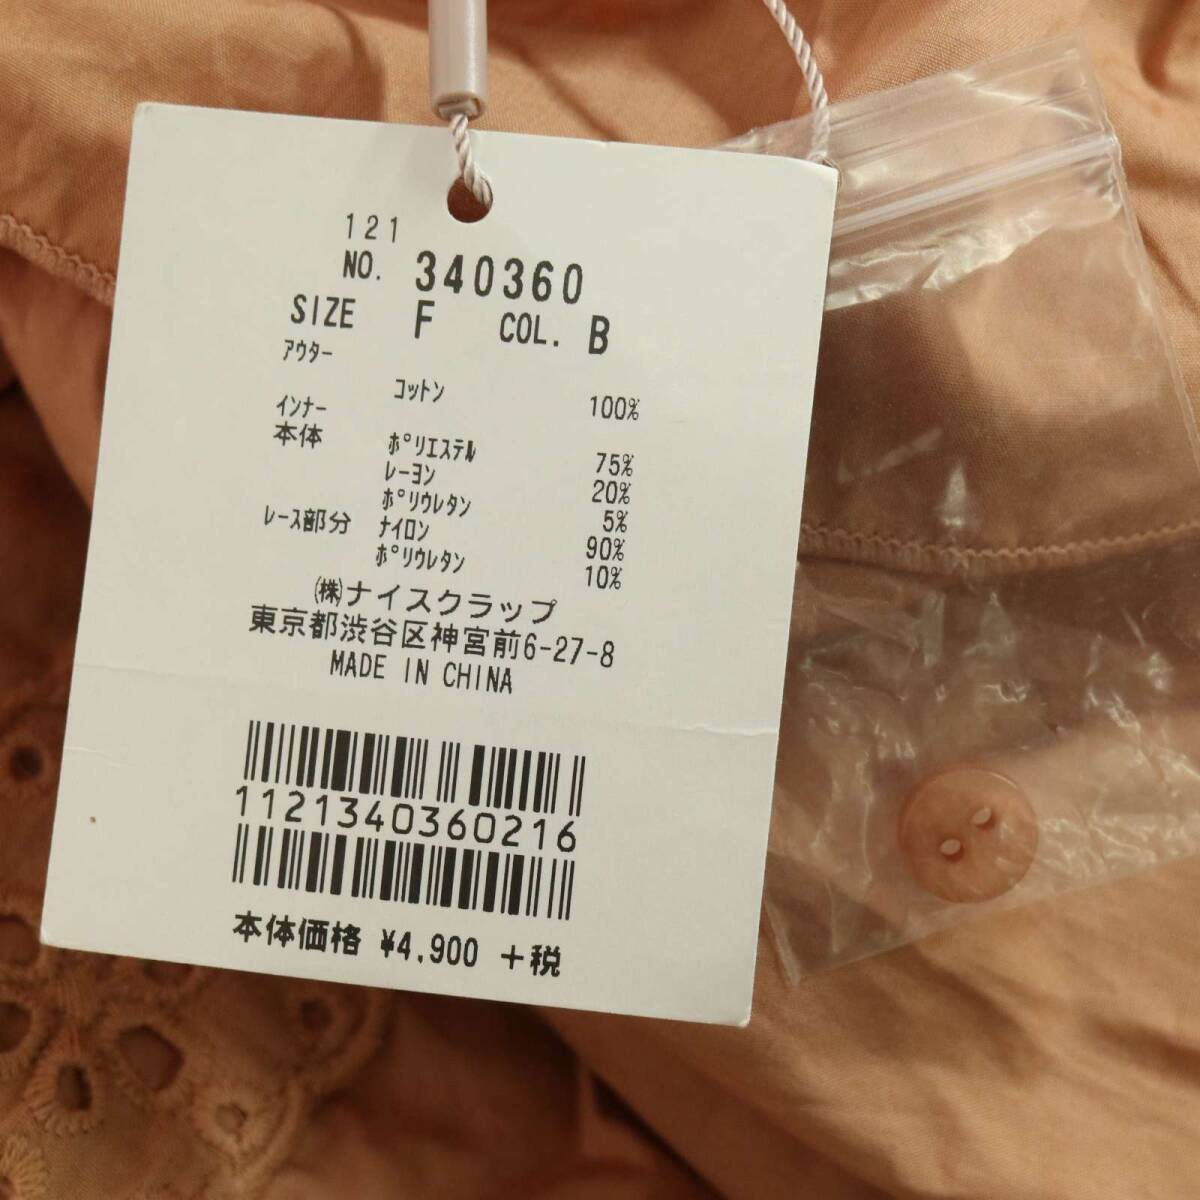 121
NO. 340360
SIZE F COL. B
アウター
コットン 100%
インナー
本体 ポリエステル 75%
レーヨン 20%
ポリウレタン 5%
レース部分 ナイロン 90%
ポリウレタン 10%
(株)ナイスクラップ
東京都渋谷区神宮前6-27-8
MADE IN CHINA
1121340360216
本体価格 ¥4,900 +税